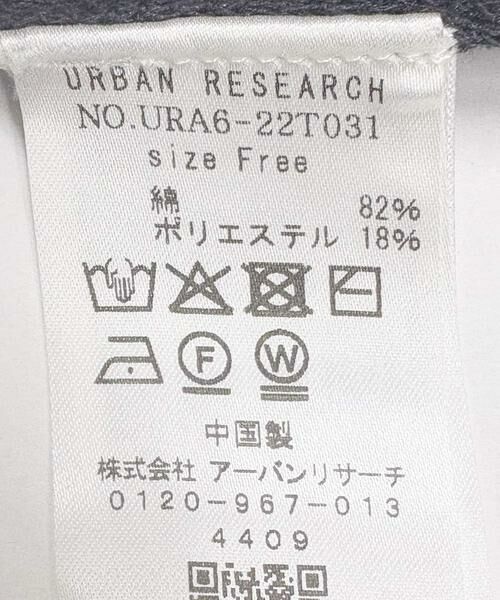 URBAN RESEARCH
NO.URA6-22T031
size Free
綿 82%
ポリエステル 18%
F W
中国製
株式会社 アーバンリサーチ
0120-967-013
4409